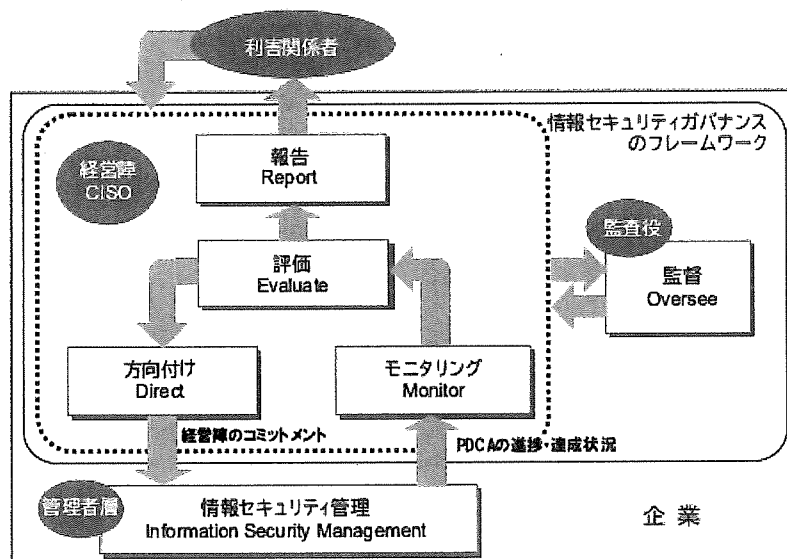 利害関係者
情報セキュリティガバナンス
のフレームワーク
経営障
CISO
報告
Report
監査役
評価
Evaluate
監督
Oversee
方向付け
Direct
モニタリング
Monitor
経営陣のコミットメント
PDCAの進捗・達成状況
管理者層
情報セキュリティ管理
Information Security Management
企業